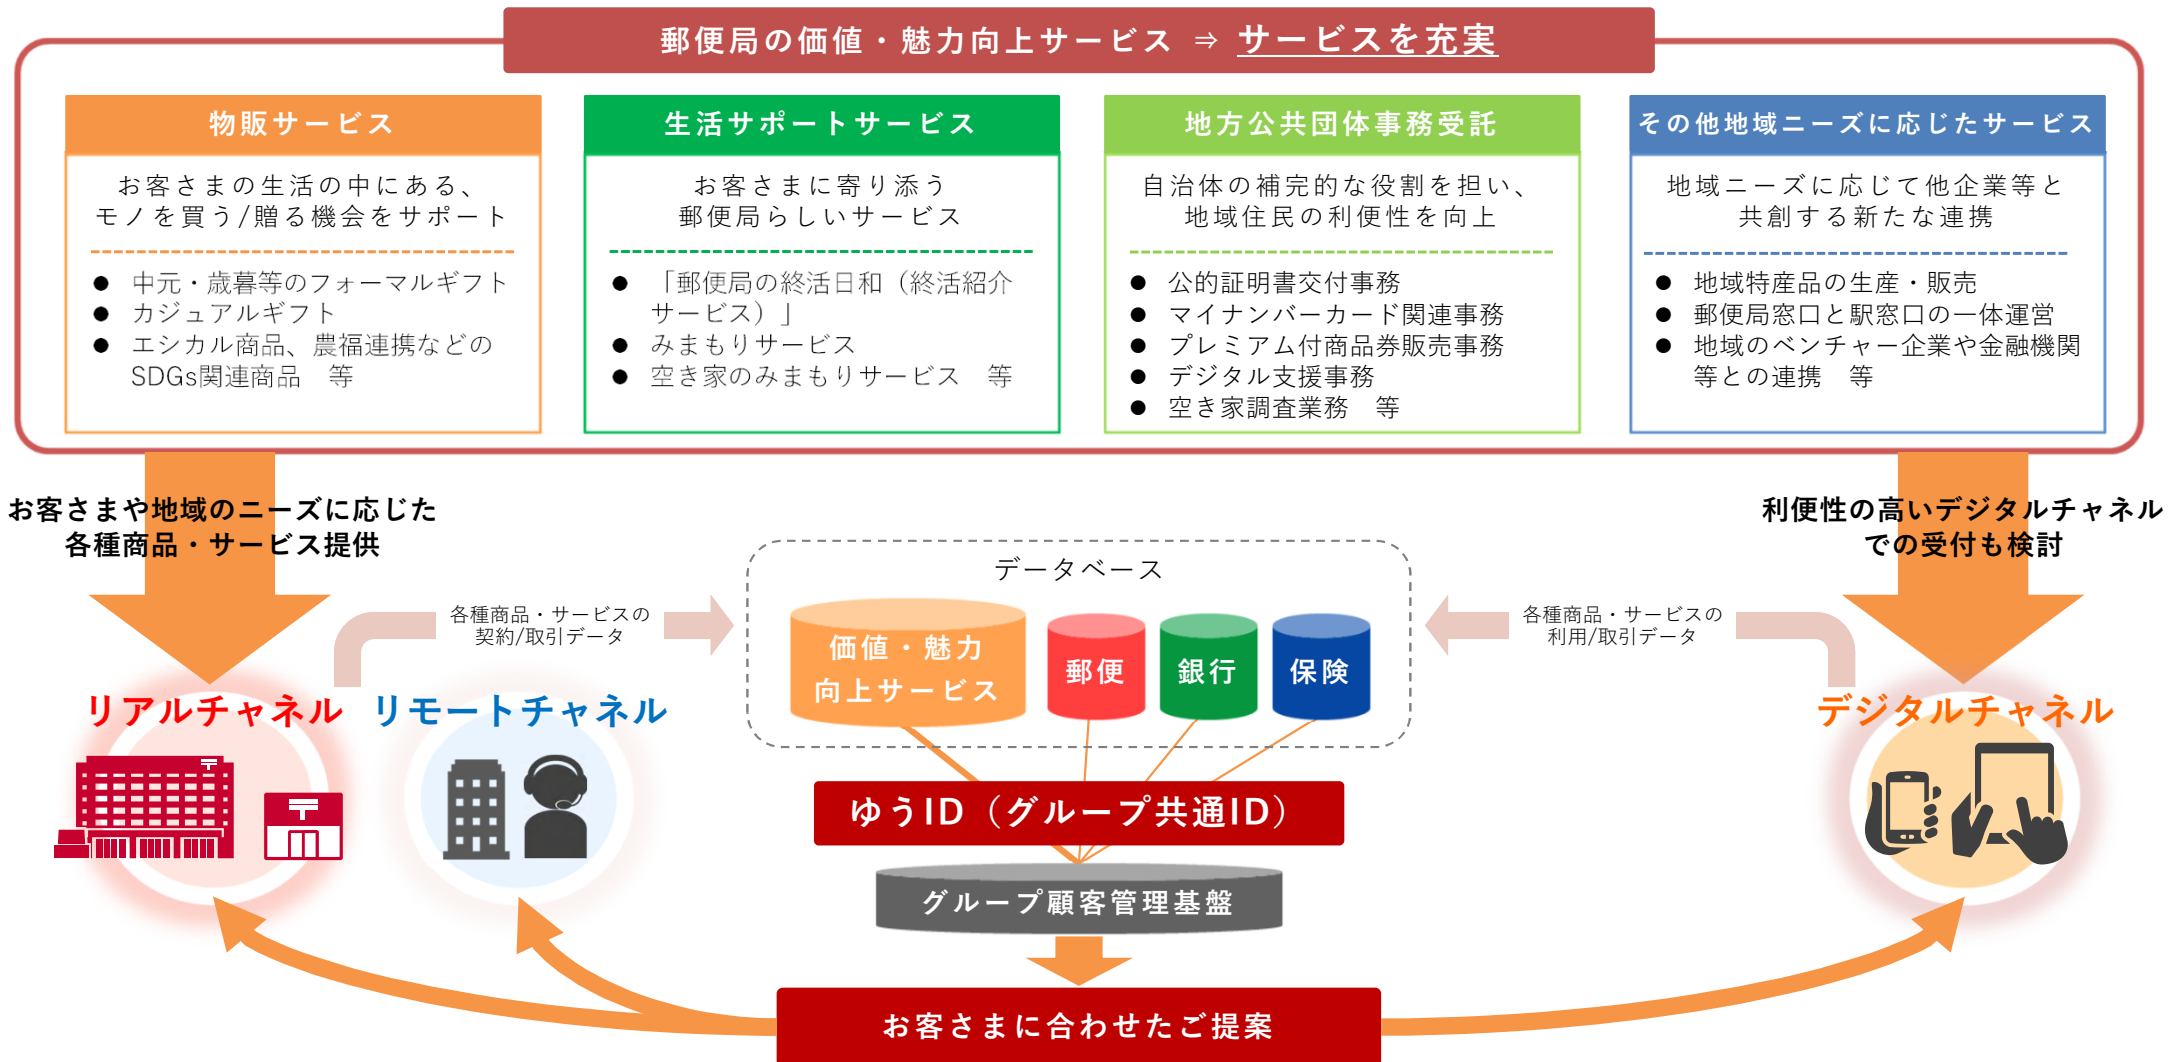 郵便局の価値・魅力向上サービス ⇒ サービスを充実
物販サービス
お客さまの生活の中にある、
モノを買う/贈る機会をサポート
● 中元・歳暮等のフォーマルギフト
● カジュアルギフト
● エシカル商品、農福連携などの
SDGs関連商品　等
生活サポートサービス
お客さまに寄り添う
郵便局らしいサービス
● 「郵便局の終活日和（終活紹介
サービス）」
● みまもりサービス
● 空き家のみまもりサービス　等
地方公共団体事務受託
自治体の補完的な役割を担い、
地域住民の利便性を向上
● 公的証明書交付事務
● マイナンバーカード関連事務
● プレミアム付商品券販売事務
● デジタル支援事務
● 空き家調査業務　等
その他地域ニーズに応じたサービス
地域ニーズに応じて他企業等と
共創する新たな連携
● 地域特産品の生産・販売
● 郵便局窓口と駅窓口の一体運営
● 地域のベンチャー企業や金融機関
等との連携　等
お客さまや地域のニーズに応じた
各種商品・サービス提供
利便性の高いデジタルチャネル
での受付も検討
各種商品・サービスの
契約/取引データ
データベース
価値・魅力
向上サービス
郵便
銀行
保険
各種商品・サービスの
利用/取引データ
リアルチャネル
リモートチャネル
デジタルチャネル
ゆうID（グループ共通ID）
グループ顧客管理基盤
お客さまに合わせたご提案